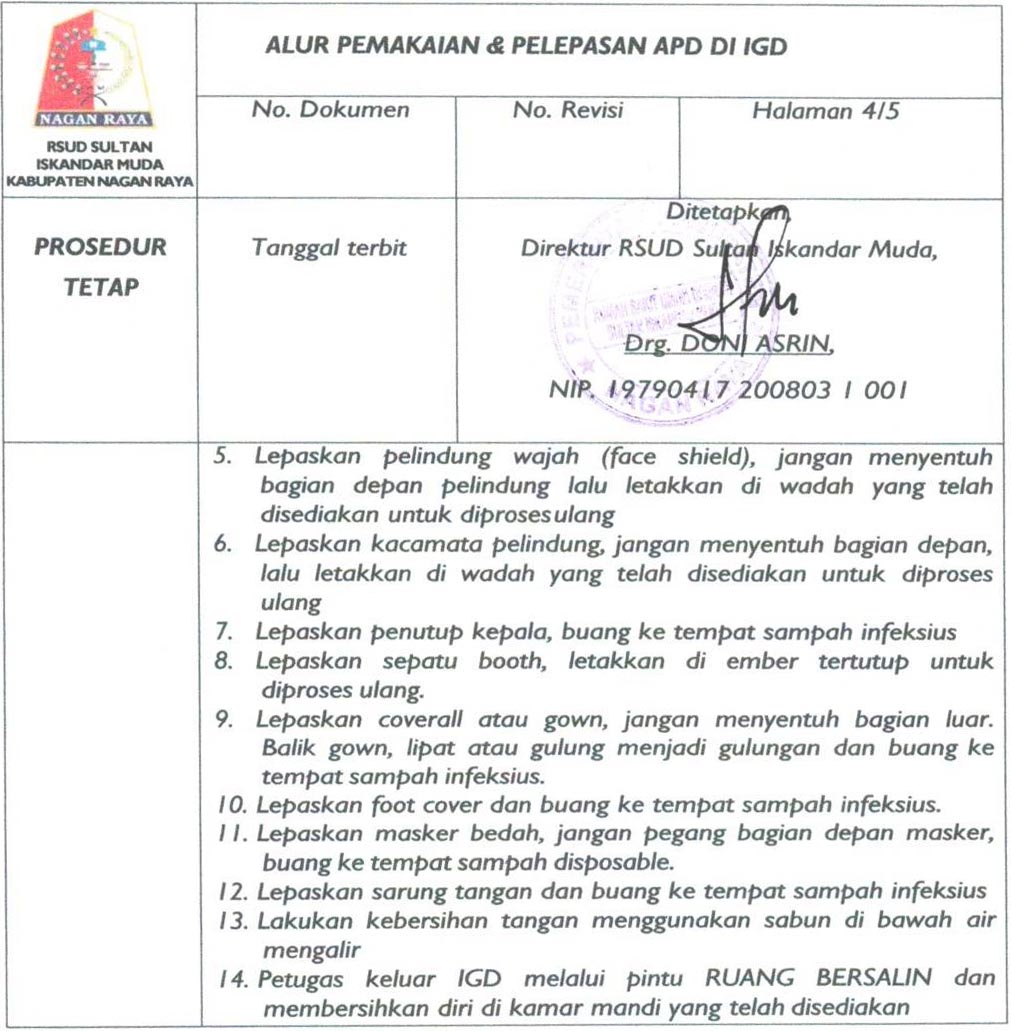 ALUR PEMAKAIAN & PELEPASAN APD DI IGD
NAGAN RAYA
RSUD SULTAN
ISKANDAR MUDA
KABUPATEN NAGAN RAYA
No. Dokumen
No. Revisi
Halaman 4/5
PROSEDUR
TETAP
Tanggal terbit
Ditetapkan,
Direktur RSUD Sultan Iskandar Muda,
Drg. DONI ASRIN,
NIP. 19790417 200803 1 001
NAGAN RAYA
5. Lepaskan pelindung wajah (face shield), jangan menyentuh
bagian depan pelindung lalu letakkan di wadah yang telah
disediakan untuk diprosesulang
6. Lepaskan kacamata pelindung, jangan menyentuh bagian depan,
lalu letakkan di wadah yang telah disediakan untuk diproses
ulang
7. Lepaskan penutup kepala, buang ke tempat sampah infeksius
8. Lepaskan sepatu booth, letakkan di ember tertutup untuk
diproses ulang.
9. Lepaskan coverall atau gown, jangan menyentuh bagian luar.
Balik gown, lipat atau gulung menjadi gulungan dan buang ke
tempat sampah infeksius.
10. Lepaskan foot cover dan buang ke tempat sampah infeksius.
11. Lepaskan masker bedah, jangan pegang bagian depan masker,
buang ke tempat sampah disposable.
12. Lepaskan sarung tangan dan buang ke tempat sampah infeksius
13. Lakukan kebersihan tangan menggunakan sabun di bawah air
mengalir
14. Petugas keluar IGD melalui pintu RUANG BERSALIN dan
membersihkan diri di kamar mandi yang telah disediakan